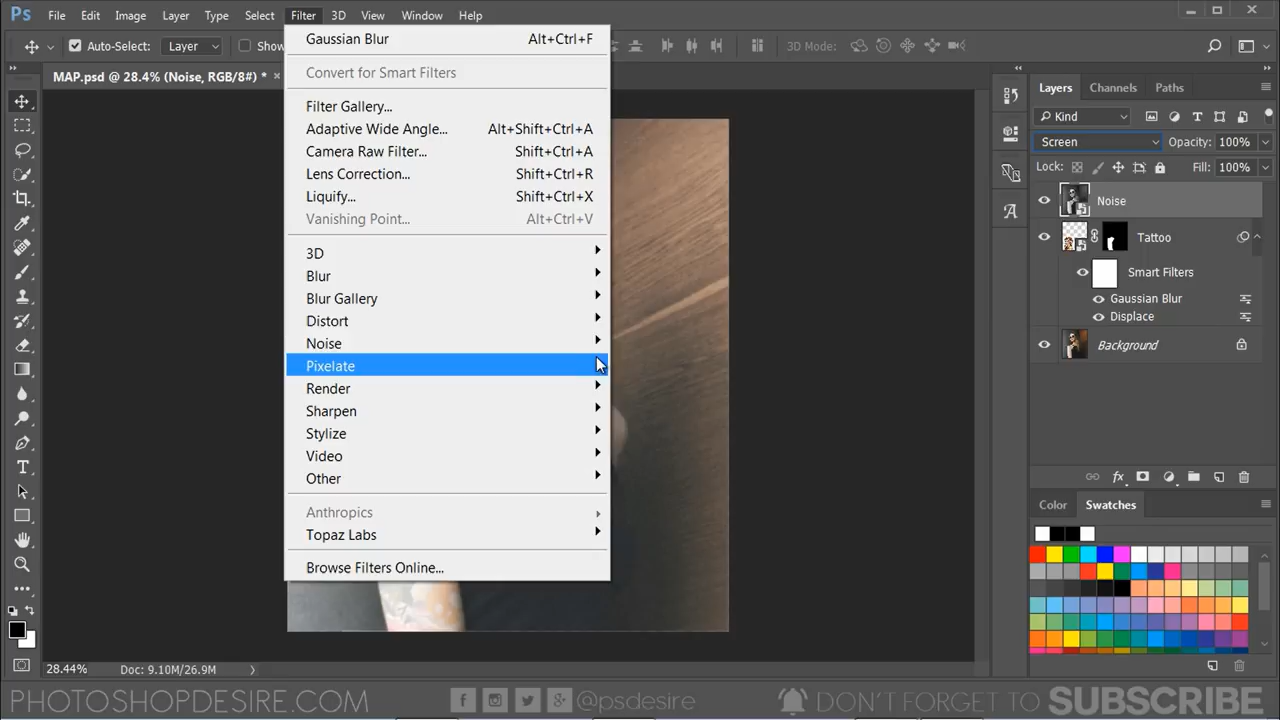 Ps File Edit Image Layer Type Select Filter 3D View Window Help
Auto-Select: Layer Show 3D Mode:
MAP.psd @ 28.4% (Noise, RGB/8#) * ×
Gaussian Blur Alt+Ctrl+F
Convert for Smart Filters
Filter Gallery...
Adaptive Wide Angle... Alt+Shift+Ctrl+A
Camera Raw Filter... Shift+Ctrl+A
Lens Correction... Shift+Ctrl+R
Liquify... Shift+Ctrl+X
Vanishing Point... Alt+Ctrl+V
3D
Blur
Blur Gallery
Distort
Noise
Pixelate
Render
Sharpen
Stylize
Video
Other
Anthropics
Topaz Labs
Browse Filters Online...
Layers Channels Paths
Kind
Screen Opacity: 100%
Lock: Fill: 100%
Noise
Tattoo
Smart Filters
Gaussian Blur
Displace
Background
Color Swatches
28.44% Doc: 9.10M/26.9M
PHOTOSHOPDESIRE.COM @psdesire DON'T FORGET TO SUBSCRIBE